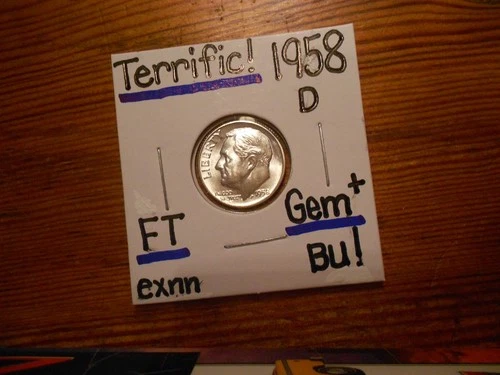 Terrific! 1958
D
LIBERTY
FT
Gem+
BU!
exnn